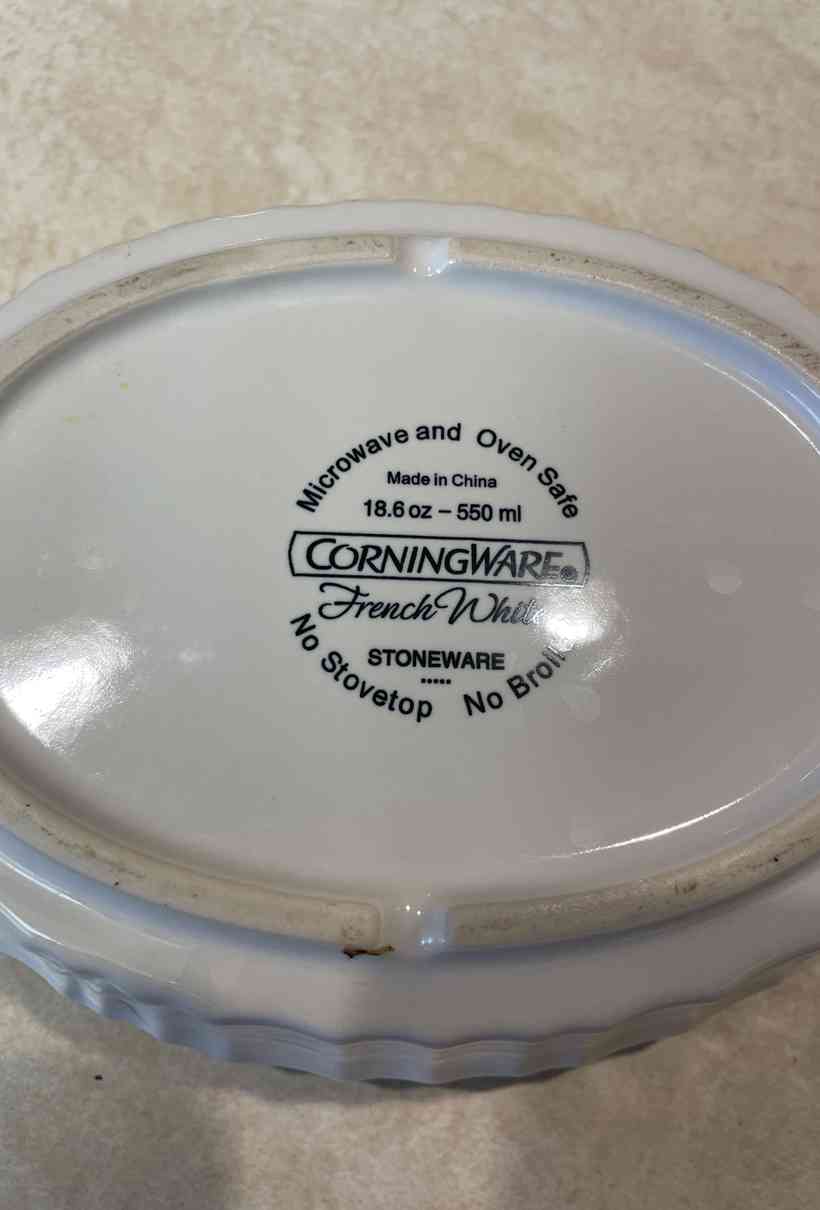 Microwave and Oven Safe
Made in China
18.6 oz – 550 ml
CORNINGWARE®
French White
STONEWARE
No Stovetop No